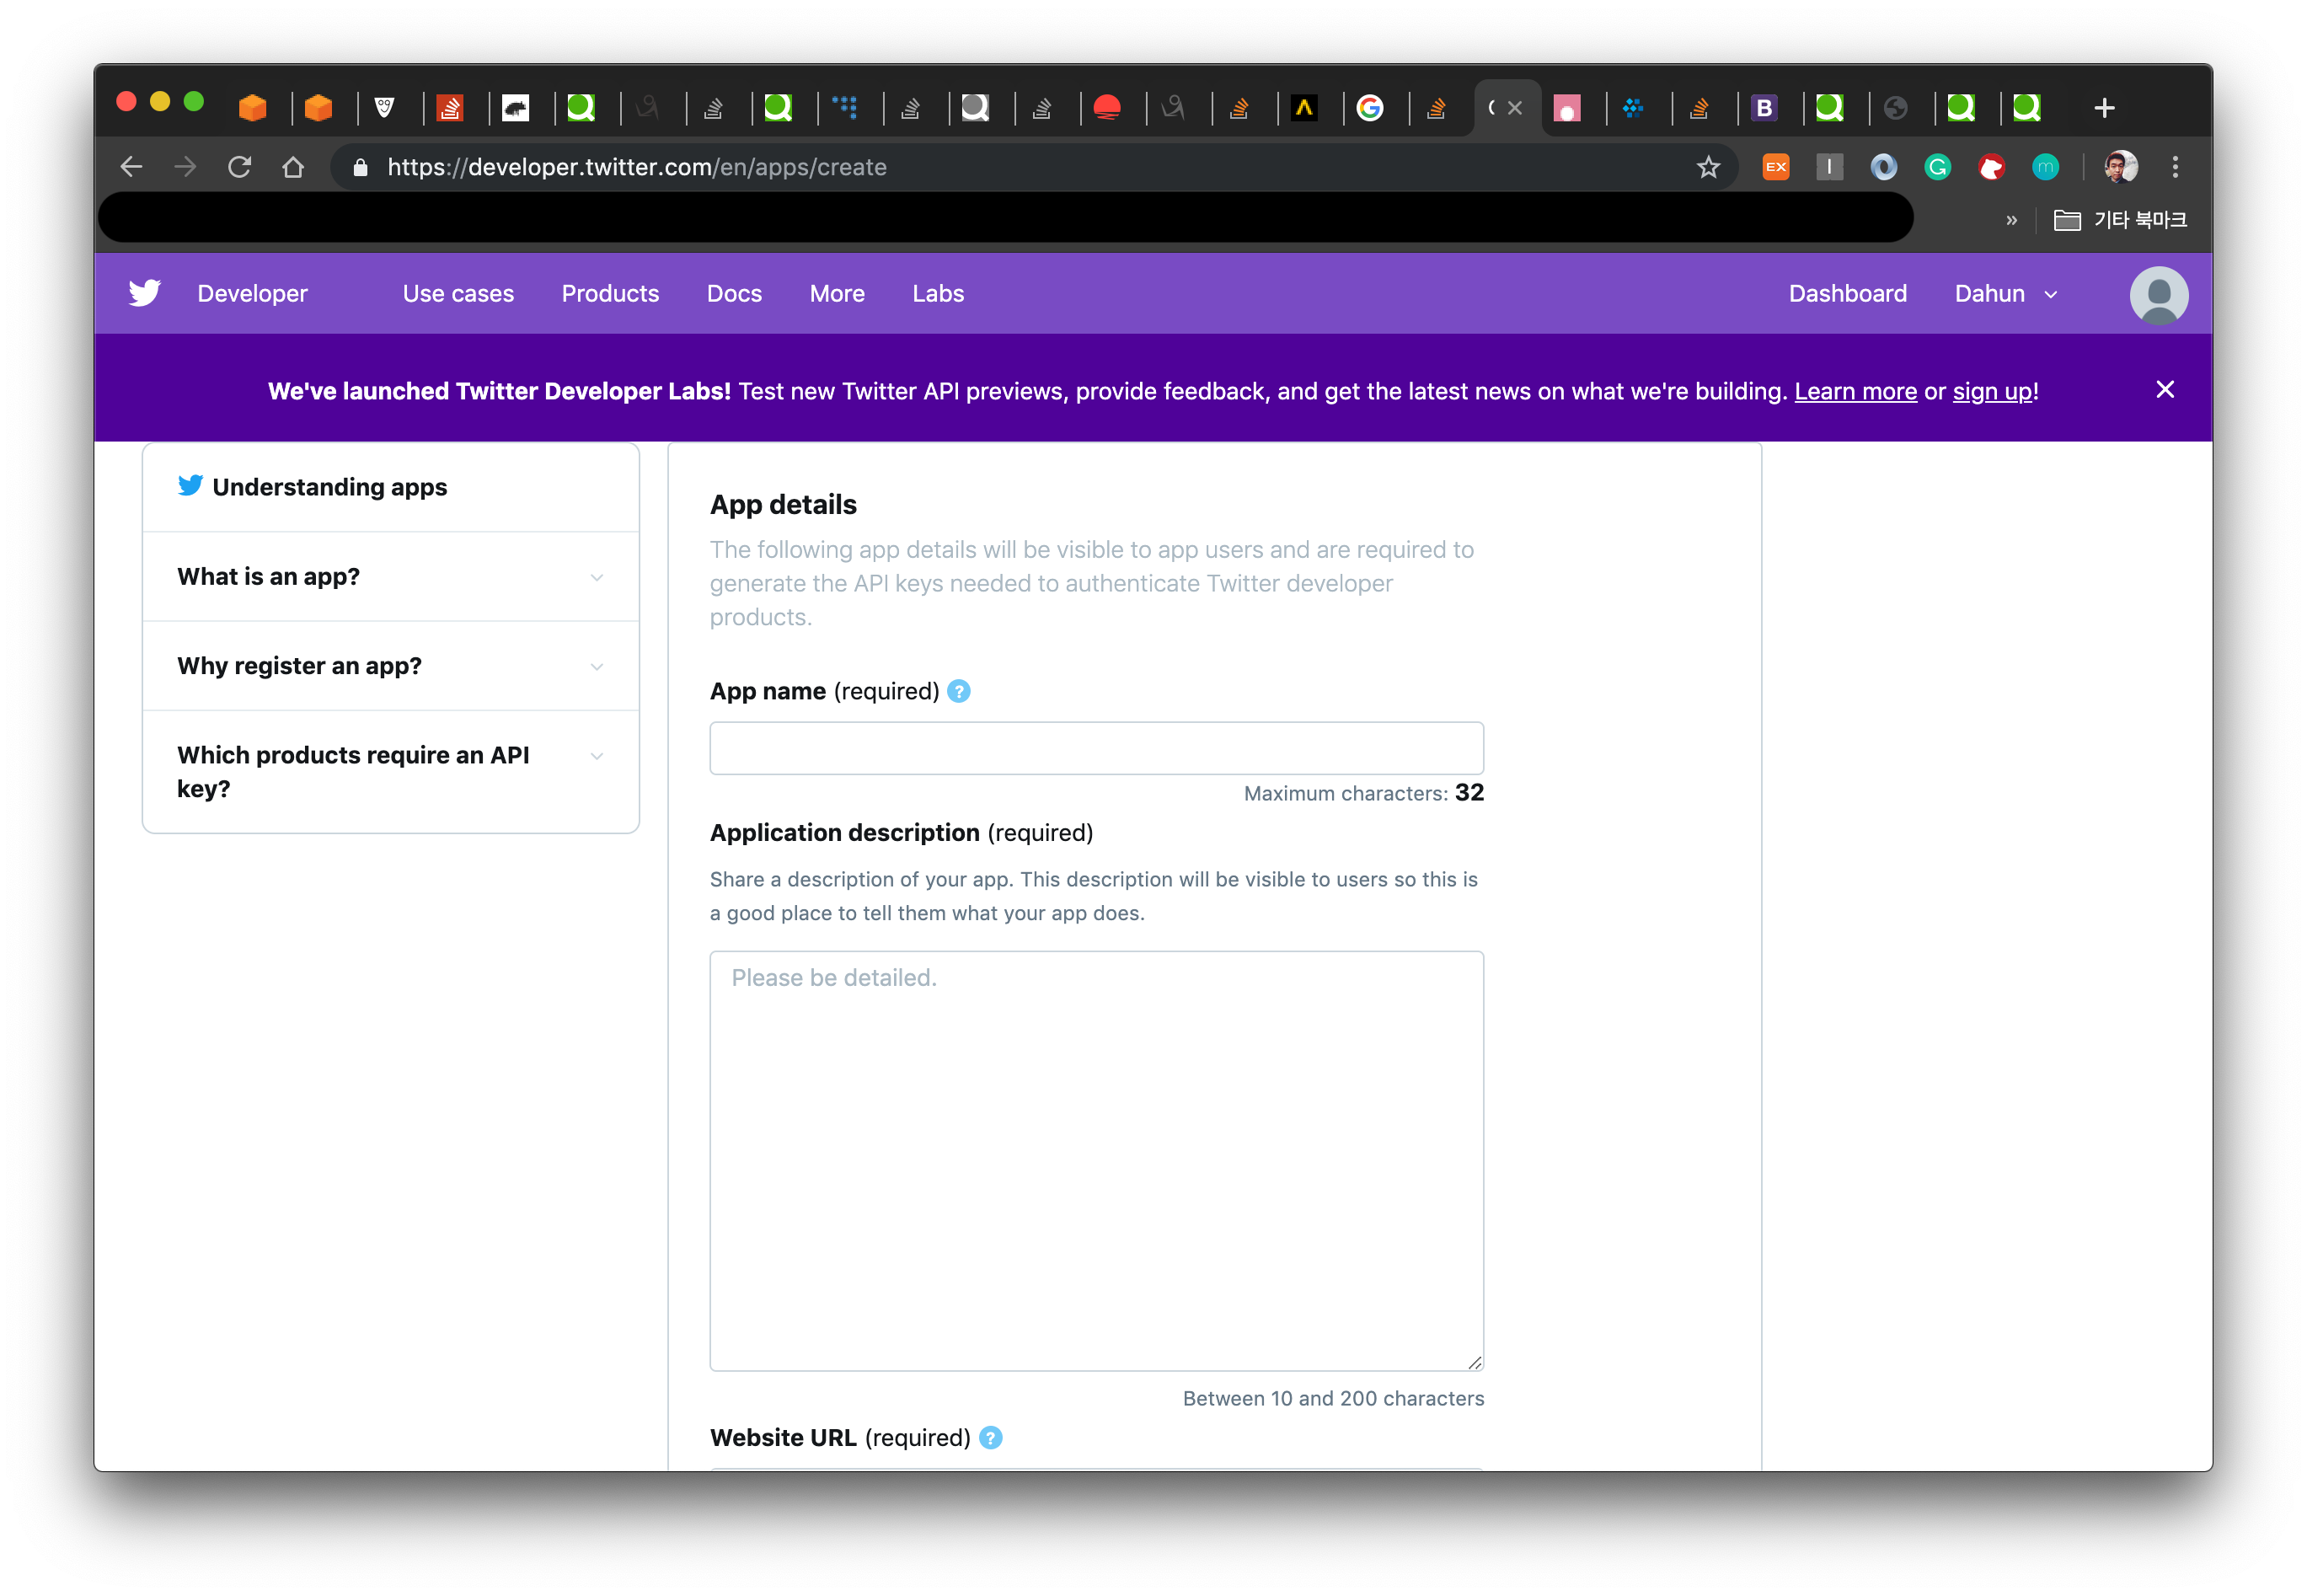 https://developer.twitter.com/en/apps/create
EX
»
기타 북마크
Developer
Use cases
Products
Docs
More
Labs
Dashboard
Dahun
We've launched Twitter Developer Labs! Test new Twitter API previews, provide feedback, and get the latest news on what we're building. Learn more or sign up!
Understanding apps
What is an app?
Why register an app?
Which products require an API
key?
App details
The following app details will be visible to app users and are required to
generate the API keys needed to authenticate Twitter developer
products.
App name (required) ?
Maximum characters: 32
Application description (required)
Share a description of your app. This description will be visible to users so this is
a good place to tell them what your app does.
Please be detailed.
Between 10 and 200 characters
Website URL (required) ?